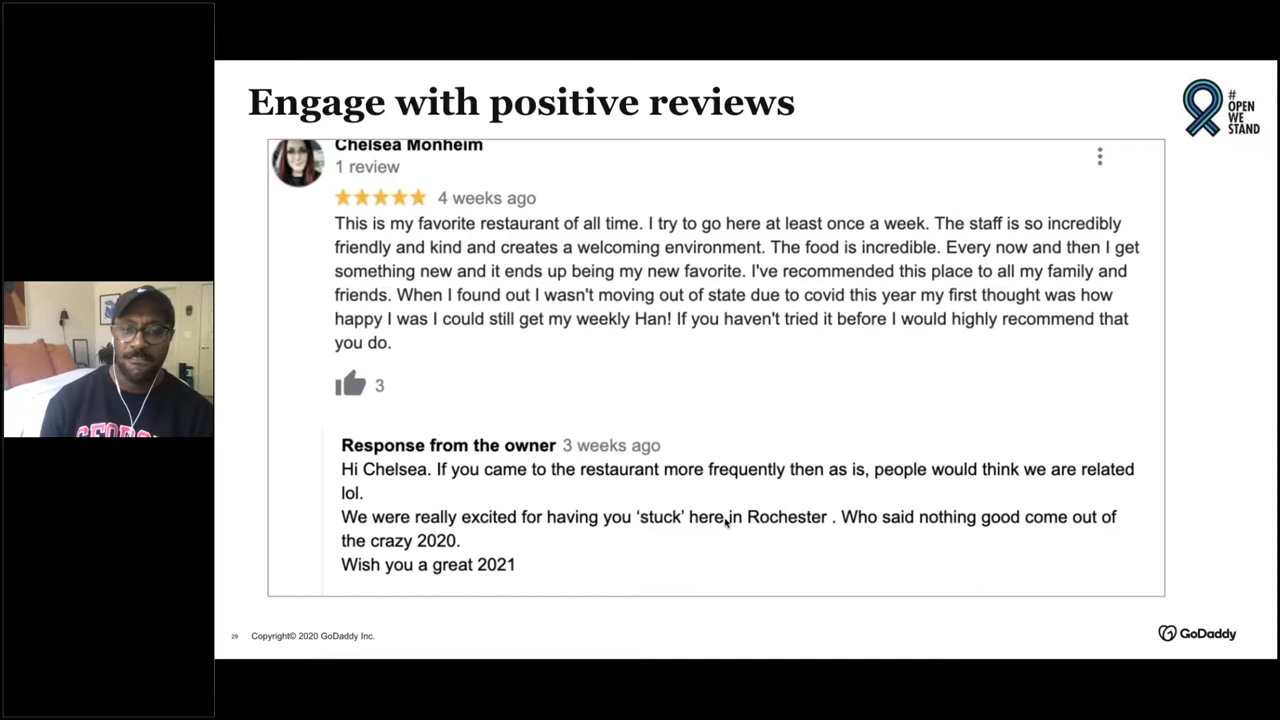 Engage with positive reviews
#
OPEN
WE
STAND
Chelsea Monheim
1 review
4 weeks ago
This is my favorite restaurant of all time. I try to go here at least once a week. The staff is so incredibly
friendly and kind and creates a welcoming environment. The food is incredible. Every now and then I get
something new and it ends up being my new favorite. I've recommended this place to all my family and
friends. When I found out I wasn't moving out of state due to covid this year my first thought was how
happy I was I could still get my weekly Han! If you haven't tried it before I would highly recommend that
you do.
3
Response from the owner 3 weeks ago
Hi Chelsea. If you came to the restaurant more frequently then as is, people would think we are related
lol.
We were really excited for having you ‘stuck’ here in Rochester . Who said nothing good come out of
the crazy 2020.
Wish you a great 2021
29 Copyright© 2020 GoDaddy Inc.
GoDaddy